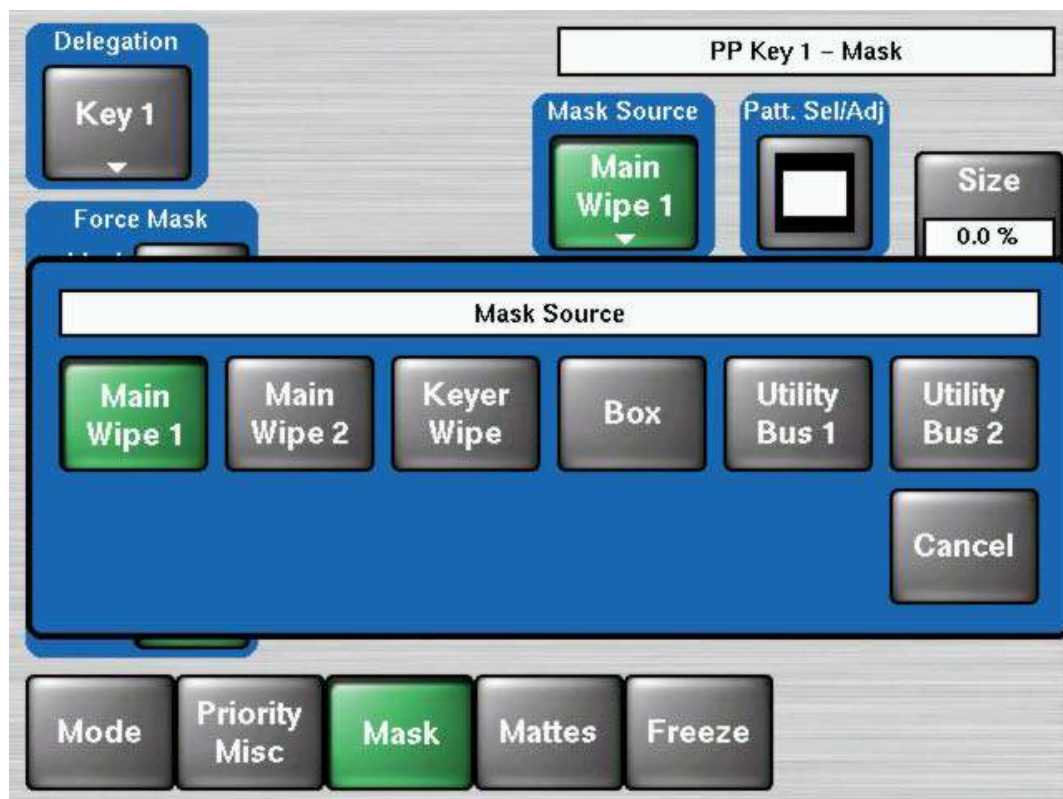 Delegation
PP Key 1 – Mask
Key 1
Mask Source
Patt. Sel/Adj
Main
Wipe 1
Size
0.0 %
Force Mask
Mask Source
Main
Wipe 1
Main
Wipe 2
Keyer
Wipe
Box
Utility
Bus 1
Utility
Bus 2
Cancel
Mode
Priority
Misc
Mask
Mattes
Freeze